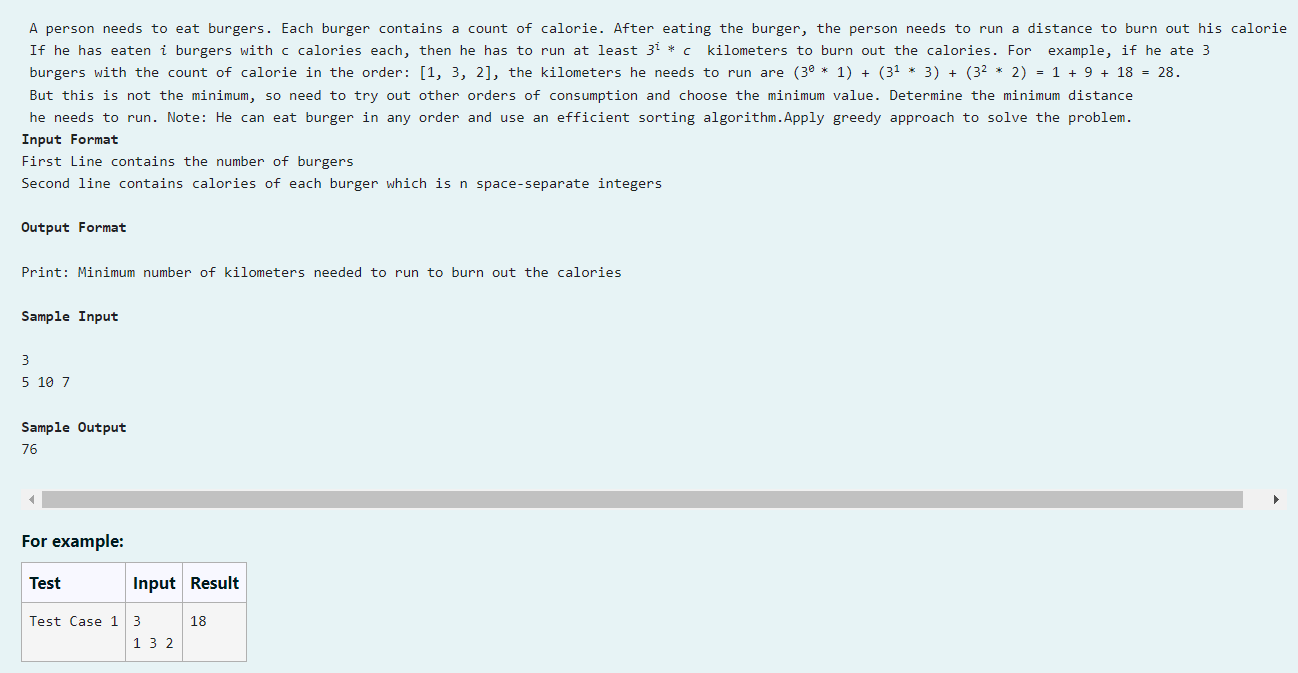 A person needs to eat burgers. Each burger contains a count of calorie. After eating the burger, the person needs to run a distance to burn out his calorie
If he has eaten i burgers with c calories each, then he has to run at least 3ⁱ * c  kilometers to burn out the calories. For  example, if he ate 3
burgers with the count of calorie in the order: [1, 3, 2], the kilometers he needs to run are (3⁰ * 1) + (3¹ * 3) + (3² * 2) = 1 + 9 + 18 = 28.
But this is not the minimum, so need to try out other orders of consumption and choose the minimum value. Determine the minimum distance
he needs to run. Note: He can eat burger in any order and use an efficient sorting algorithm.Apply greedy approach to solve the problem.
Input Format
First Line contains the number of burgers
Second line contains calories of each burger which is n space-separate integers
Output Format
Print: Minimum number of kilometers needed to run to burn out the calories
Sample Input
3
5 10 7
Sample Output
76
For example:
Test Input Result
Test Case 1 3 18
1 3 2